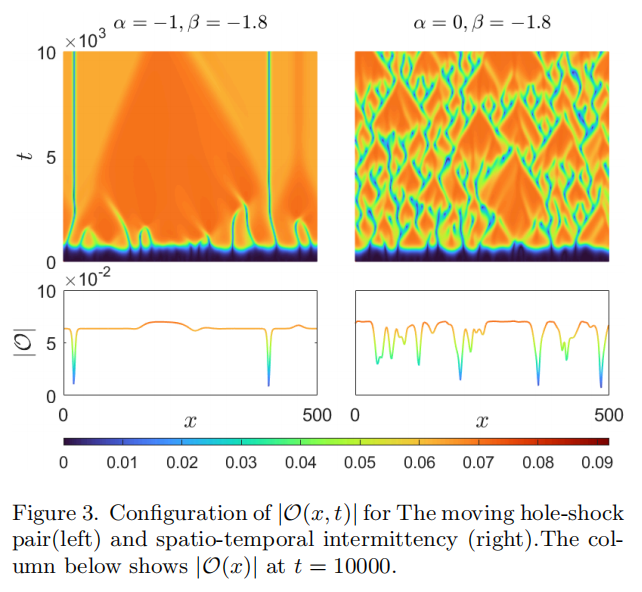 α = −1, β = −1.8
α = 0, β = −1.8
×10³
10
5
0
t
×10⁻²
10
5
0
|𝒪|
0
x
500
0
x
500
0
0.01
0.02
0.03
0.04
0.05
0.06
0.07
0.08
0.09
Figure 3. Configuration of |𝒪(x, t)| for The moving hole-shock
pair(left) and spatio-temporal intermittency (right).The col-
umn below shows |𝒪(x)| at t = 10000.